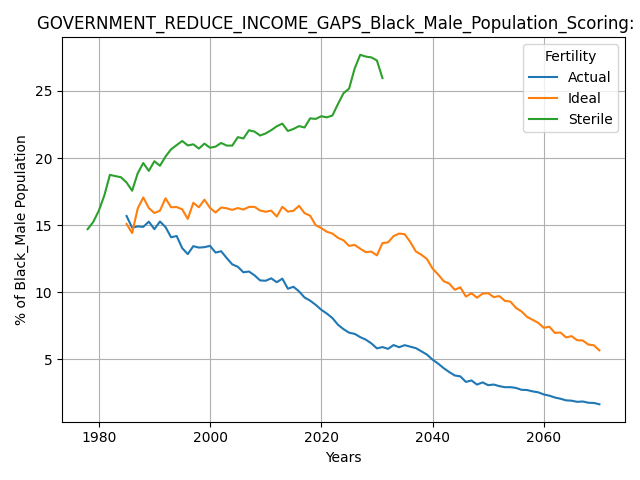 GOVERNMENT_REDUCE_INCOME_GAPS_Black_Male_Population_Scoring:
Fertility
Actual
Ideal
Sterile
% of Black_Male Population
25
20
15
10
5
1980 2000 2020 2040 2060
Years